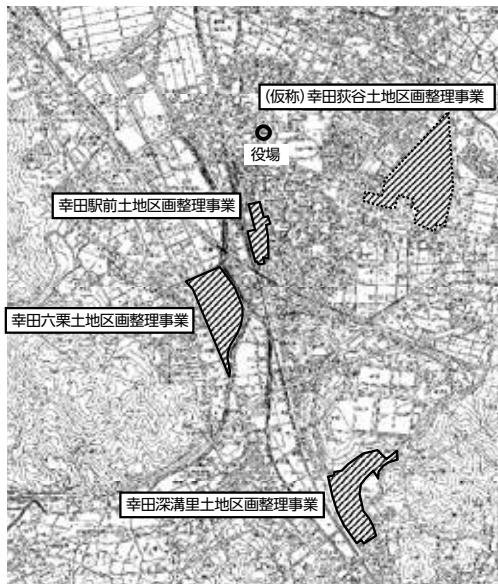 (仮称)幸田荻谷土地区画整理事業
役場
幸田駅前土地区画整理事業
幸田六栗土地区画整理事業
幸田深溝里土地区画整理事業